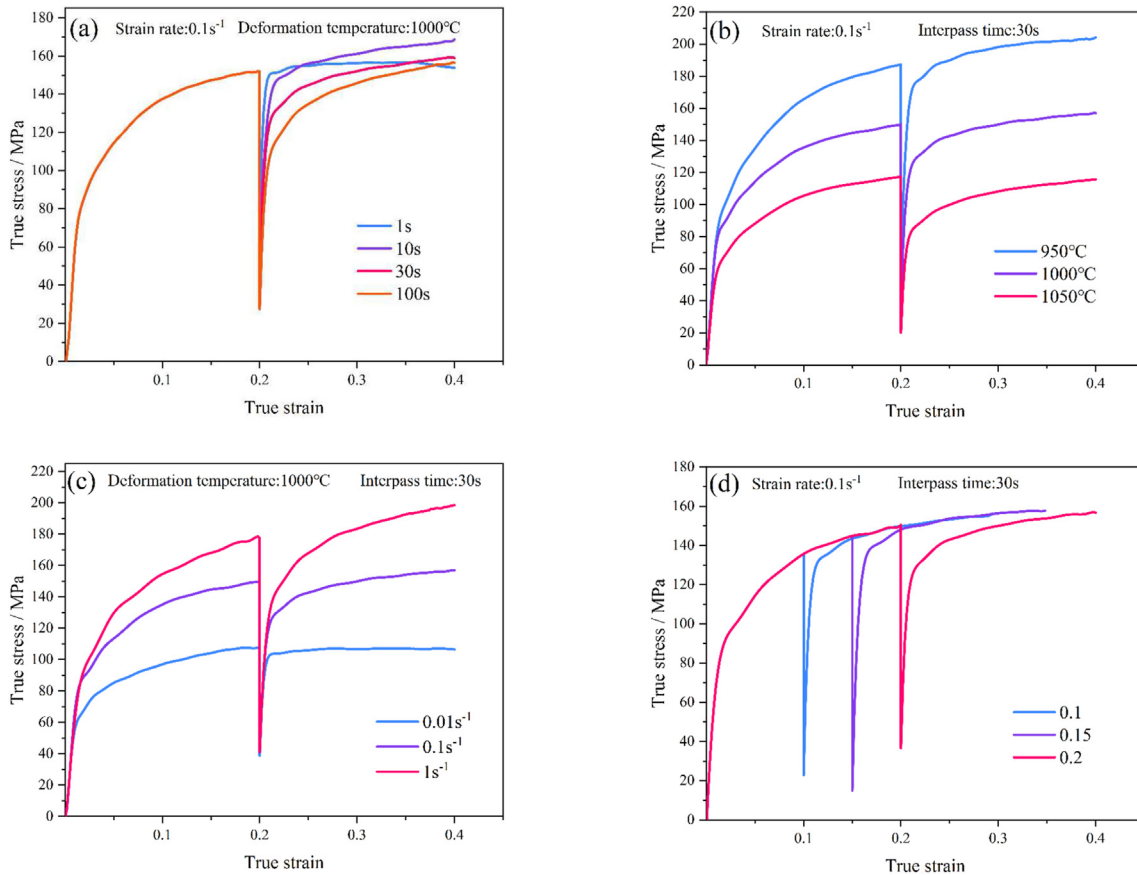 (a) Strain rate:0.1s⁻¹ Deformation temperature:1000℃
True stress / MPa
180
160
140
120
100
80
60
40
20
0
1s
10s
30s
100s
0.1 0.2 0.3 0.4
True strain
(b) Strain rate:0.1s⁻¹ Interpass time:30s
True stress / MPa
220
200
180
160
140
120
100
80
60
40
20
0
950℃
1000℃
1050℃
0.1 0.2 0.3 0.4
True strain
(c) Deformation temperature:1000℃ Interpass time:30s
True stress / MPa
220
200
180
160
140
120
100
80
60
40
20
0
0.01s⁻¹
0.1s⁻¹
1s⁻¹
0.1 0.2 0.3 0.4
True strain
(d) Strain rate:0.1s⁻¹ Interpass time:30s
True stress / MPa
180
160
140
120
100
80
60
40
20
0
0.1
0.15
0.2
0.1 0.2 0.3 0.4
True strain